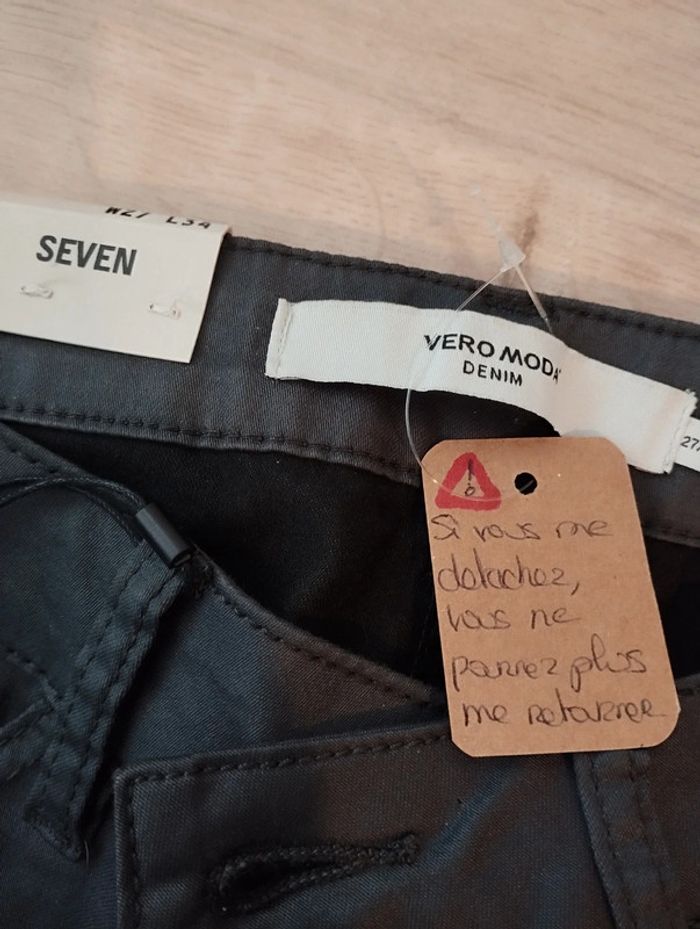 W27 L34
SEVEN
VERO MODA
DENIM
27/
!
Si vous me
detachez,
vous ne
pourrez plus
me retourner